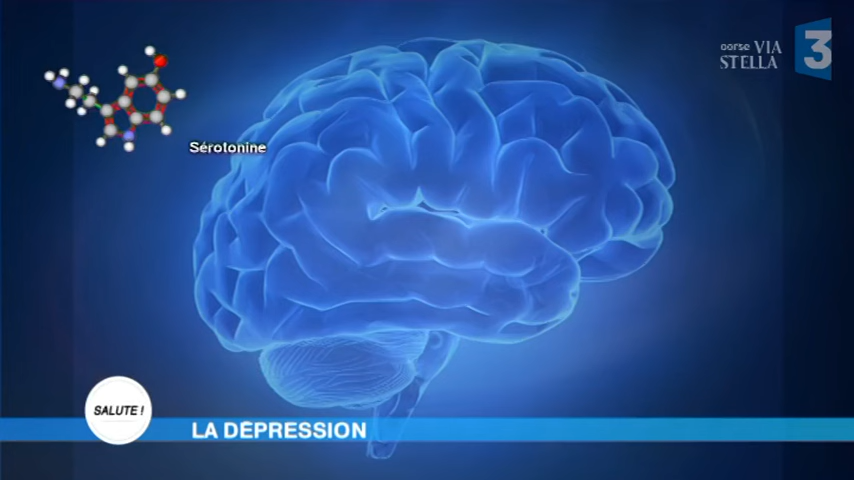 corse VIA
STELLA
3
Sérotonine
SALUTE !
LA DÉPRESSION